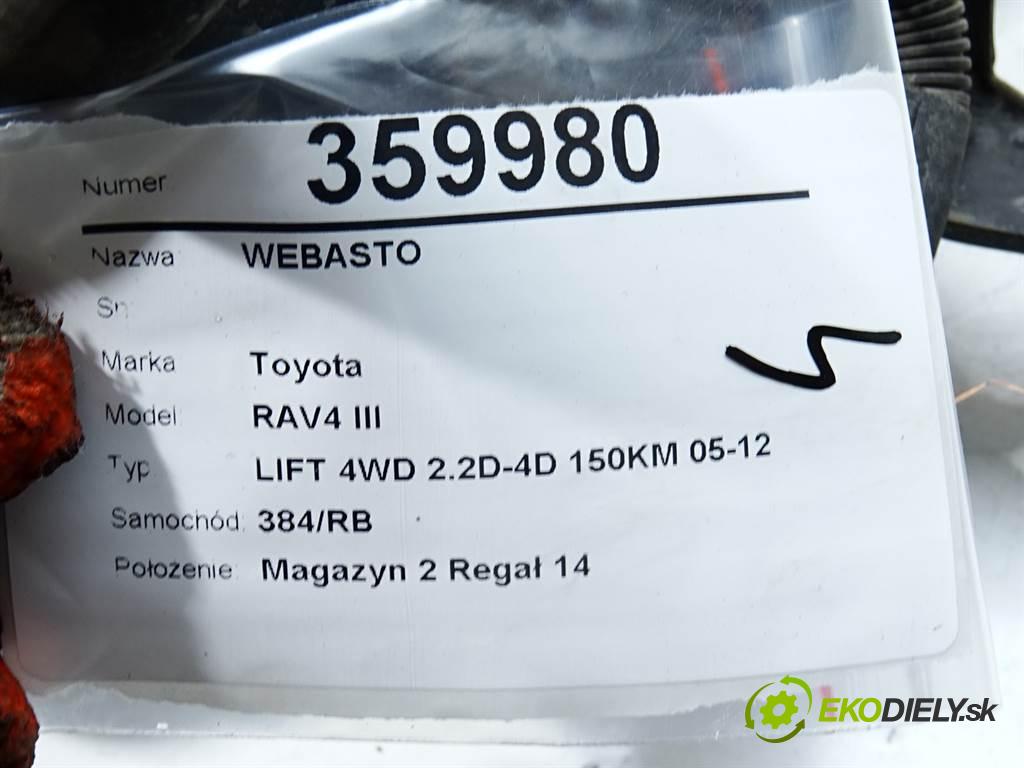 Numer 359980
Nazwa WEBASTO
Sn
Marka Toyota
Model RAV4 III
Typ LIFT 4WD 2.2D-4D 150KM 05-12
Samochód: 384/RB
Położenie: Magazyn 2 Regał 14
EKODIELY.sk